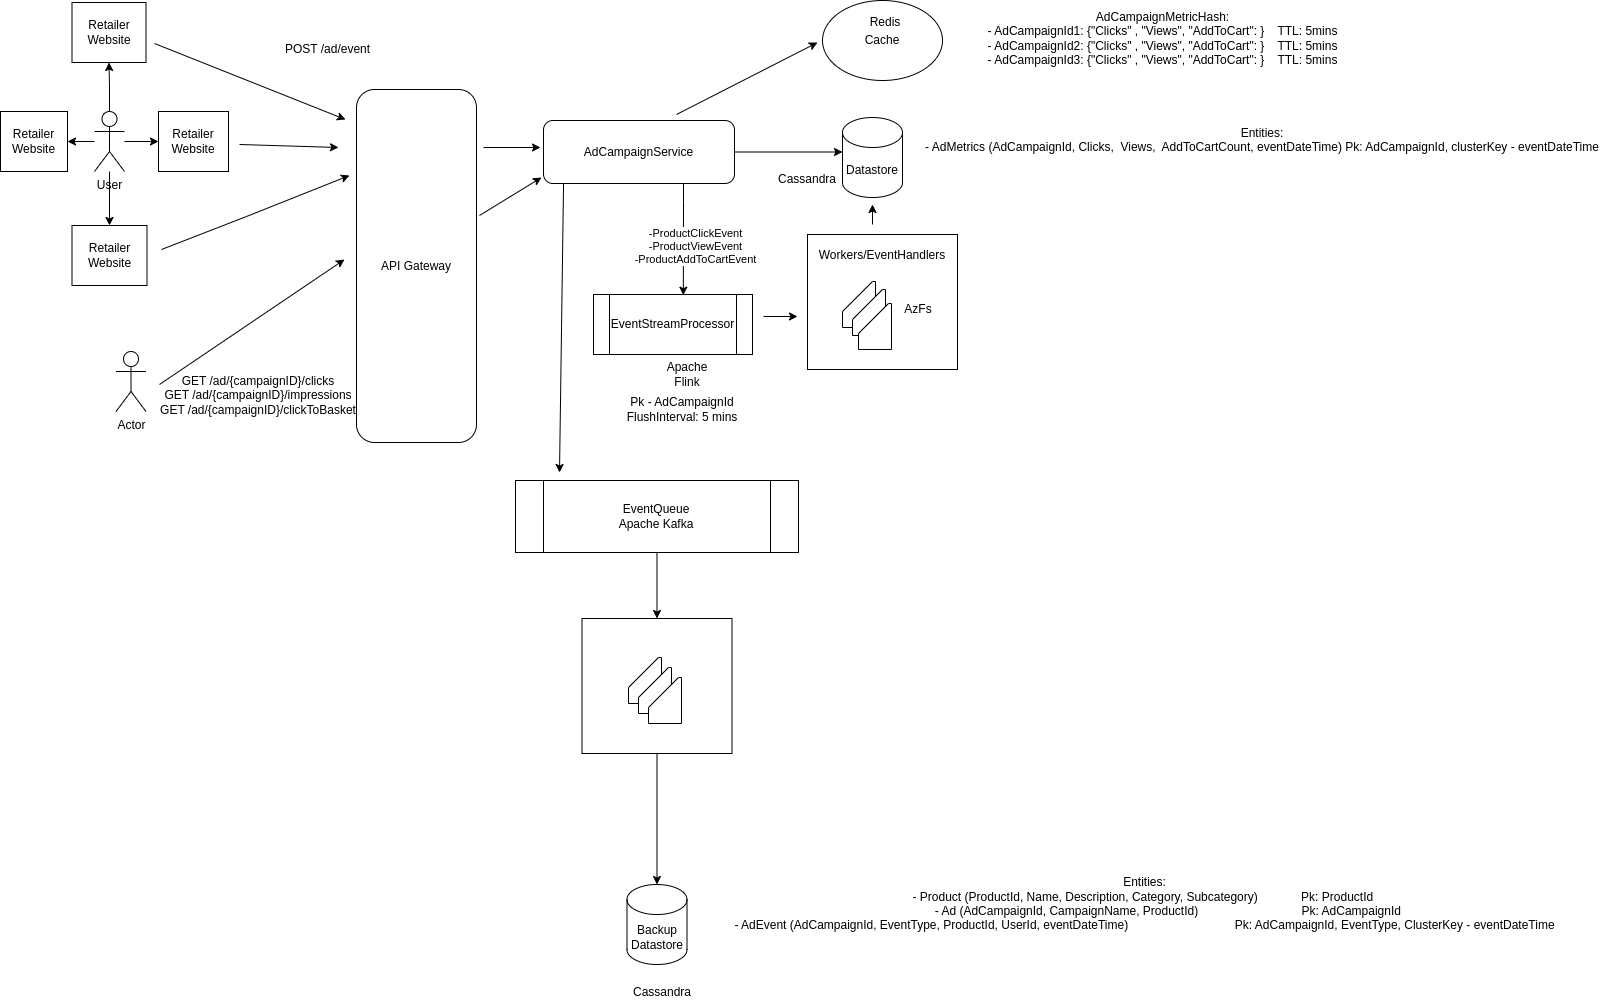 Retailer
Website
POST /ad/event
Redis
Cache
AdCampaignMetricHash:
- AdCampaignId1: {"Clicks" , "Views", "AddToCart": }    TTL: 5mins
- AdCampaignId2: {"Clicks" , "Views", "AddToCart": }    TTL: 5mins
- AdCampaignId3: {"Clicks" , "Views", "AddToCart": }    TTL: 5mins
Retailer
Website
Retailer
Website
User
Retailer
Website
API Gateway
AdCampaignService
Datastore
Cassandra
Entities:
- AdMetrics (AdCampaignId, Clicks,  Views,  AddToCartCount, eventDateTime) Pk: AdCampaignId, clusterKey - eventDateTime
-ProductClickEvent
-ProductViewEvent
-ProductAddToCartEvent
Workers/EventHandlers
AzFs
EventStreamProcessor
Apache
Flink
Pk - AdCampaignId
FlushInterval: 5 mins
GET /ad/{campaignID}/clicks
GET /ad/{campaignID}/impressions
GET /ad/{campaignID}/clickToBasket
Actor
EventQueue
Apache Kafka
Backup
Datastore
Cassandra
Entities:
- Product (ProductId, Name, Description, Category, Subcategory)    Pk: ProductId
- Ad (AdCampaignId, CampaignName, ProductId)    Pk: AdCampaignId
- AdEvent (AdCampaignId, EventType, ProductId, UserId, eventDateTime)    Pk: AdCampaignId, EventType, ClusterKey - eventDateTime